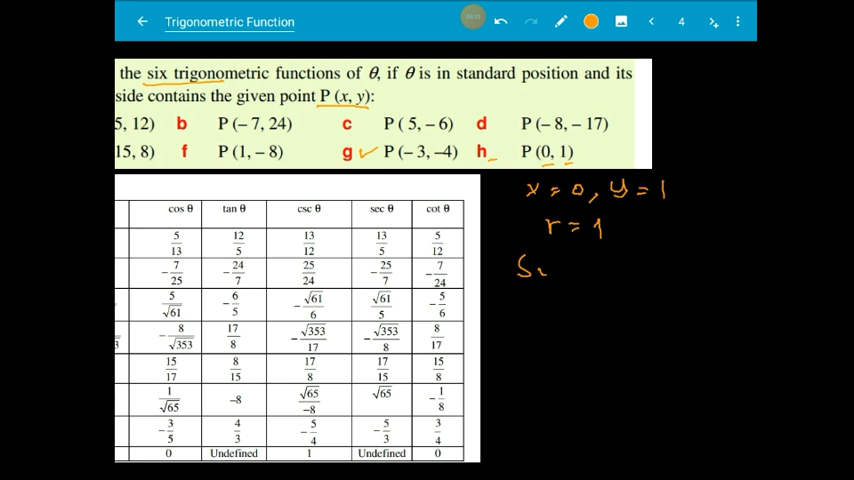 Trigonometric Function
4
the six trigonometric functions of θ, if θ is in standard position and its
side contains the given point P (x, y):
5, 12) b P (– 7, 24) c P ( 5, – 6) d P (– 8, – 17)
15, 8) f P (1, – 8) g P (– 3, –4) h P (0, 1)
x = 0, y = 1
r = 1
cos θ tan θ csc θ sec θ cot θ
5/13 12/5 13/12 13/5 5/12
-7/25 -24/7 25/24 -25/7 -7/24
5/√61 -6/5 -√61/6 √61/5 -5/6
3 -8/√353 17/8 -√353/17 -√353/8 8/17
15/17 8/15 17/8 17/15 15/8
1/√65 –8 √65/-8 √65 -1/8
-3/5 4/3 -5/4 -5/3 3/4
0 Undefined 1 Undefined 0